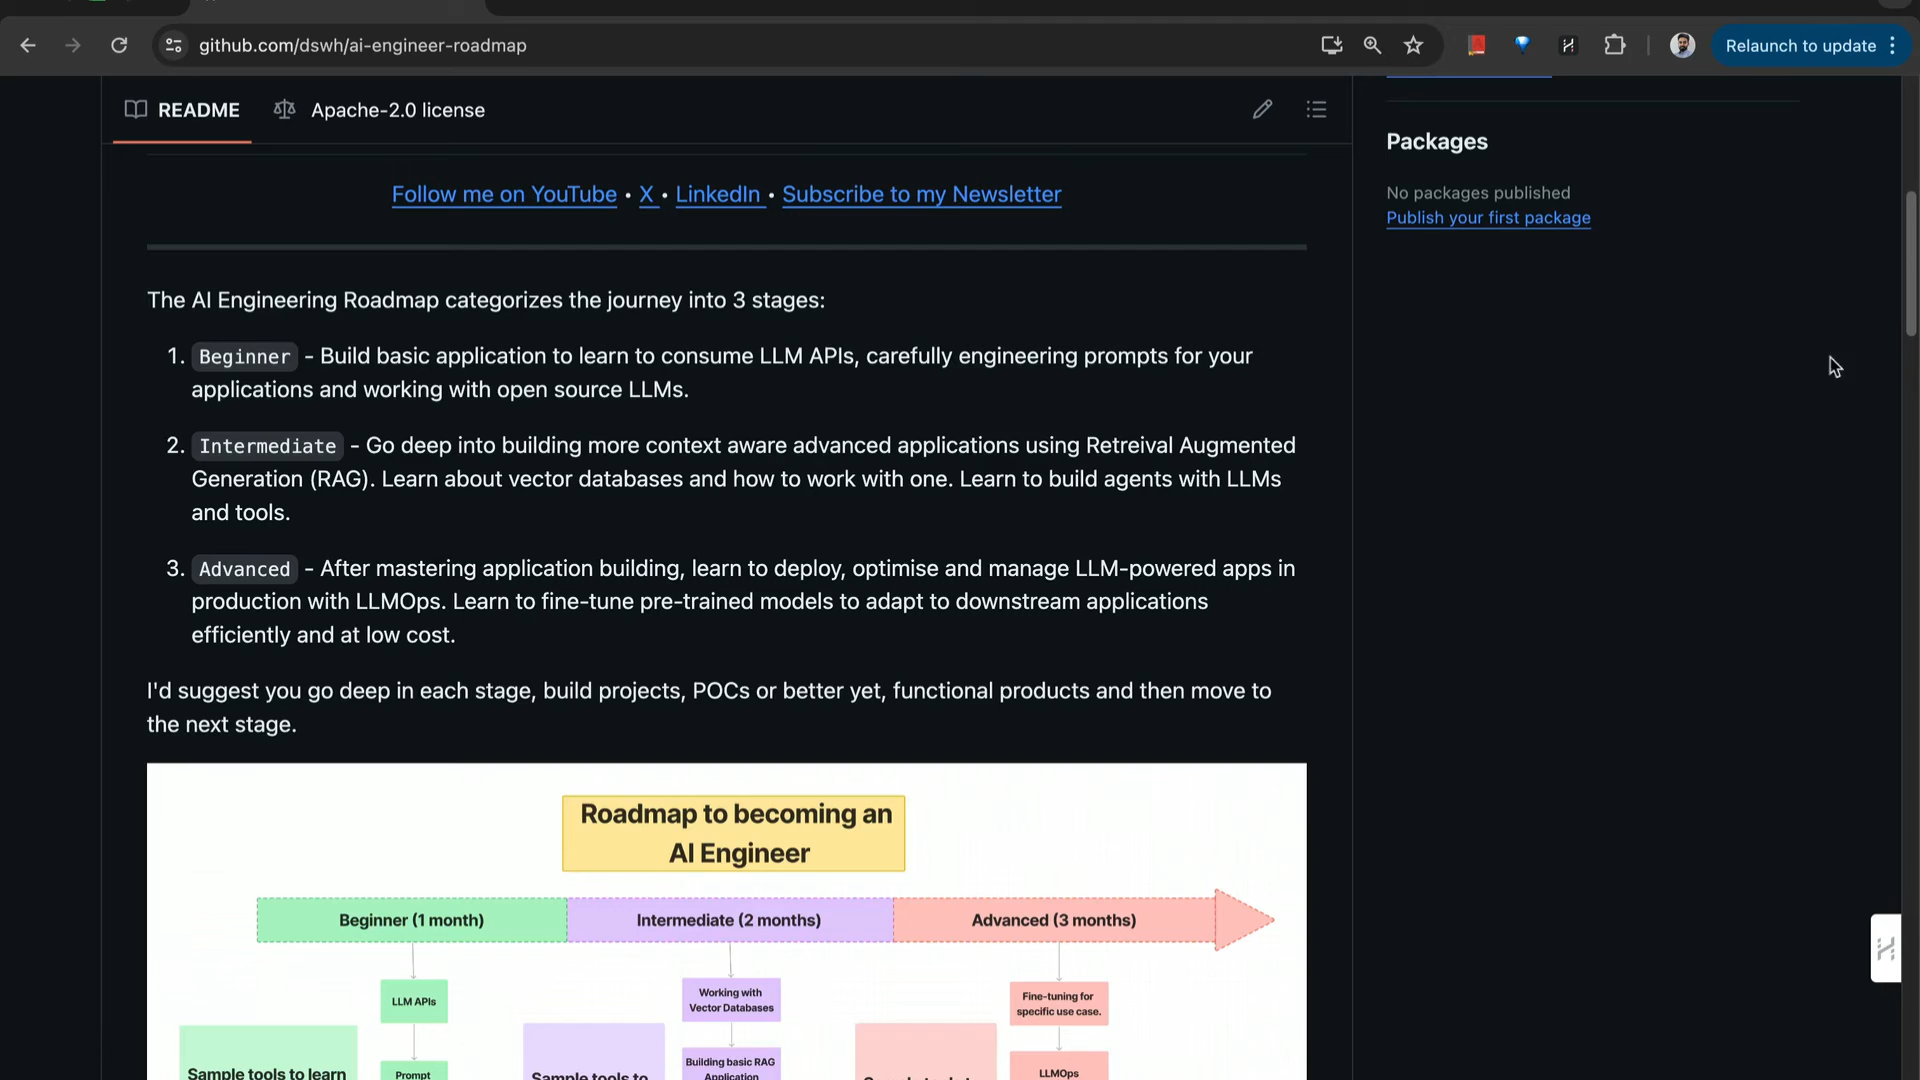 github.com/dswh/ai-engineer-roadmap
Relaunch to update
README
Apache-2.0 license
Follow me on YouTube • X • LinkedIn • Subscribe to my Newsletter
The AI Engineering Roadmap categorizes the journey into 3 stages:
1. Beginner - Build basic application to learn to consume LLM APIs, carefully engineering prompts for your
applications and working with open source LLMs.
2. Intermediate - Go deep into building more context aware advanced applications using Retreival Augmented
Generation (RAG). Learn about vector databases and how to work with one. Learn to build agents with LLMs
and tools.
3. Advanced - After mastering application building, learn to deploy, optimise and manage LLM-powered apps in
production with LLMOps. Learn to fine-tune pre-trained models to adapt to downstream applications
efficiently and at low cost.
I'd suggest you go deep in each stage, build projects, POCs or better yet, functional products and then move to
the next stage.
Roadmap to becoming an
AI Engineer
Beginner (1 month)
Intermediate (2 months)
Advanced (3 months)
LLM APIs
Working with
Vector Databases
Fine-tuning for
specific use case.
Sample tools to learn
Prompt
Sample tools to
Building basic RAG
Application
LLMOps
Packages
No packages published
Publish your first package